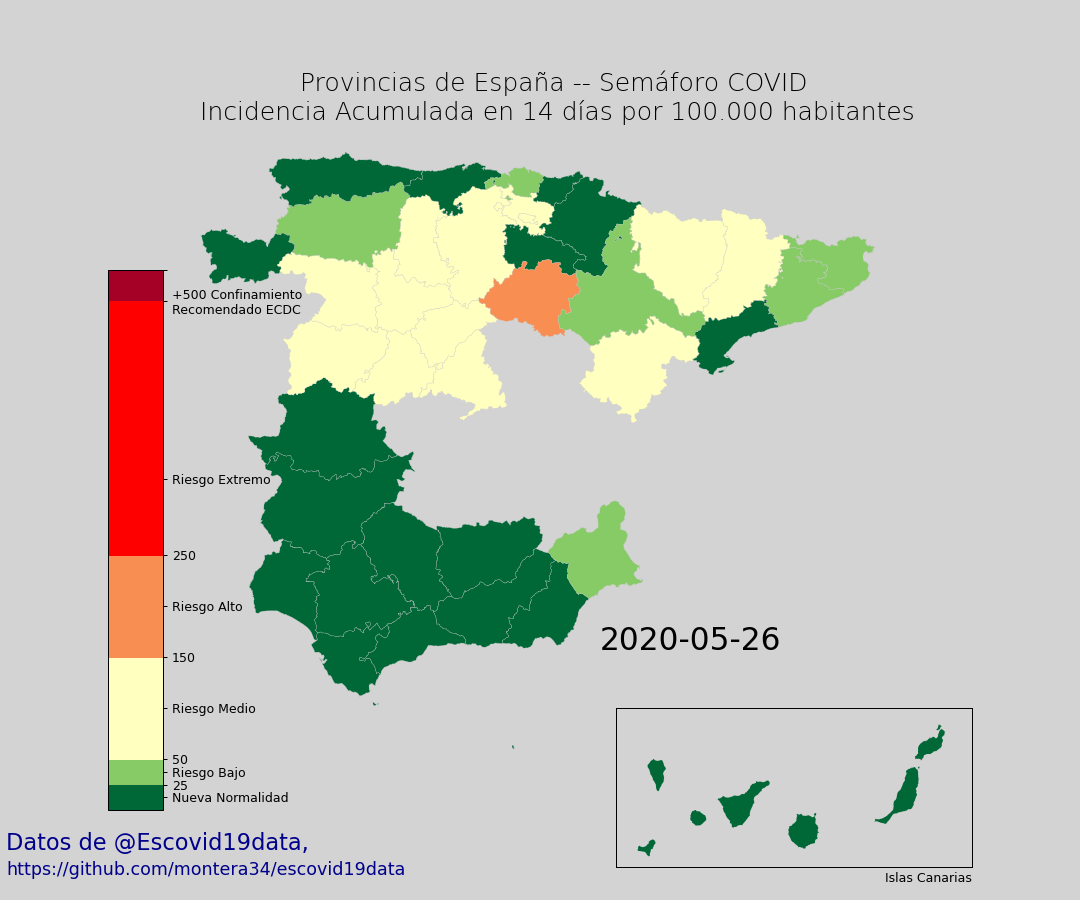 Provincias de España -- Semáforo COVID
Incidencia Acumulada en 14 días por 100.000 habitantes
+500 Confinamiento
Recomendado ECDC
Riesgo Extremo
250
Riesgo Alto
150
Riesgo Medio
50
Riesgo Bajo
25
Nueva Normalidad
2020-05-26
Islas Canarias
Datos de @Escovid19data,
https://github.com/montera34/escovid19data